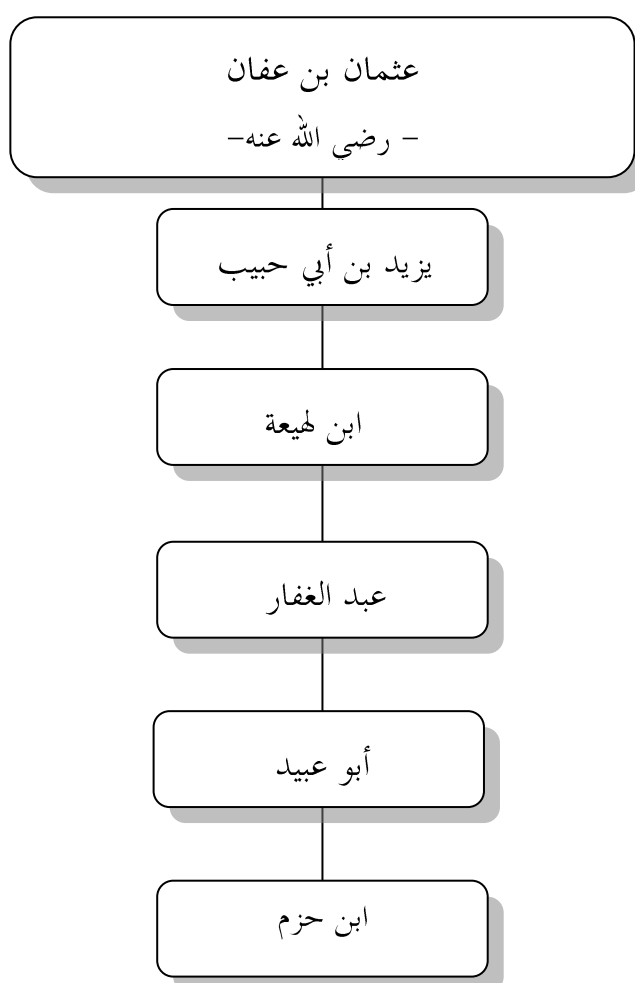 عثمان بن عفان
- رضي الله عنه-
يزيد بن أبي حبيب
ابن لهيعة
عبد الغفار
أبو عبيد
ابن حزم